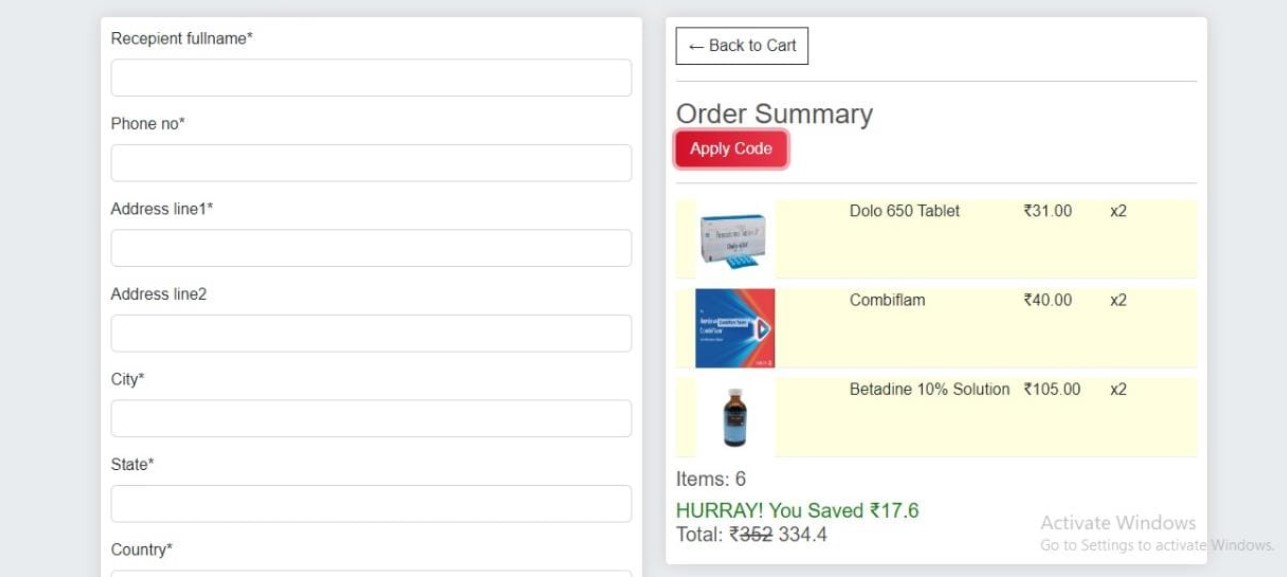 Recepient fullname*
Phone no*
Address line1*
Address line2
City*
State*
Country*
← Back to Cart
Order Summary
Apply Code
Dolo 650 Tablet ₹31.00 x2
Combiflam ₹40.00 x2
Betadine 10% Solution ₹105.00 x2
Items: 6
HURRAY! You Saved ₹17.6
Total: ₹352 334.4
Activate Windows
Go to Settings to activate Windows.